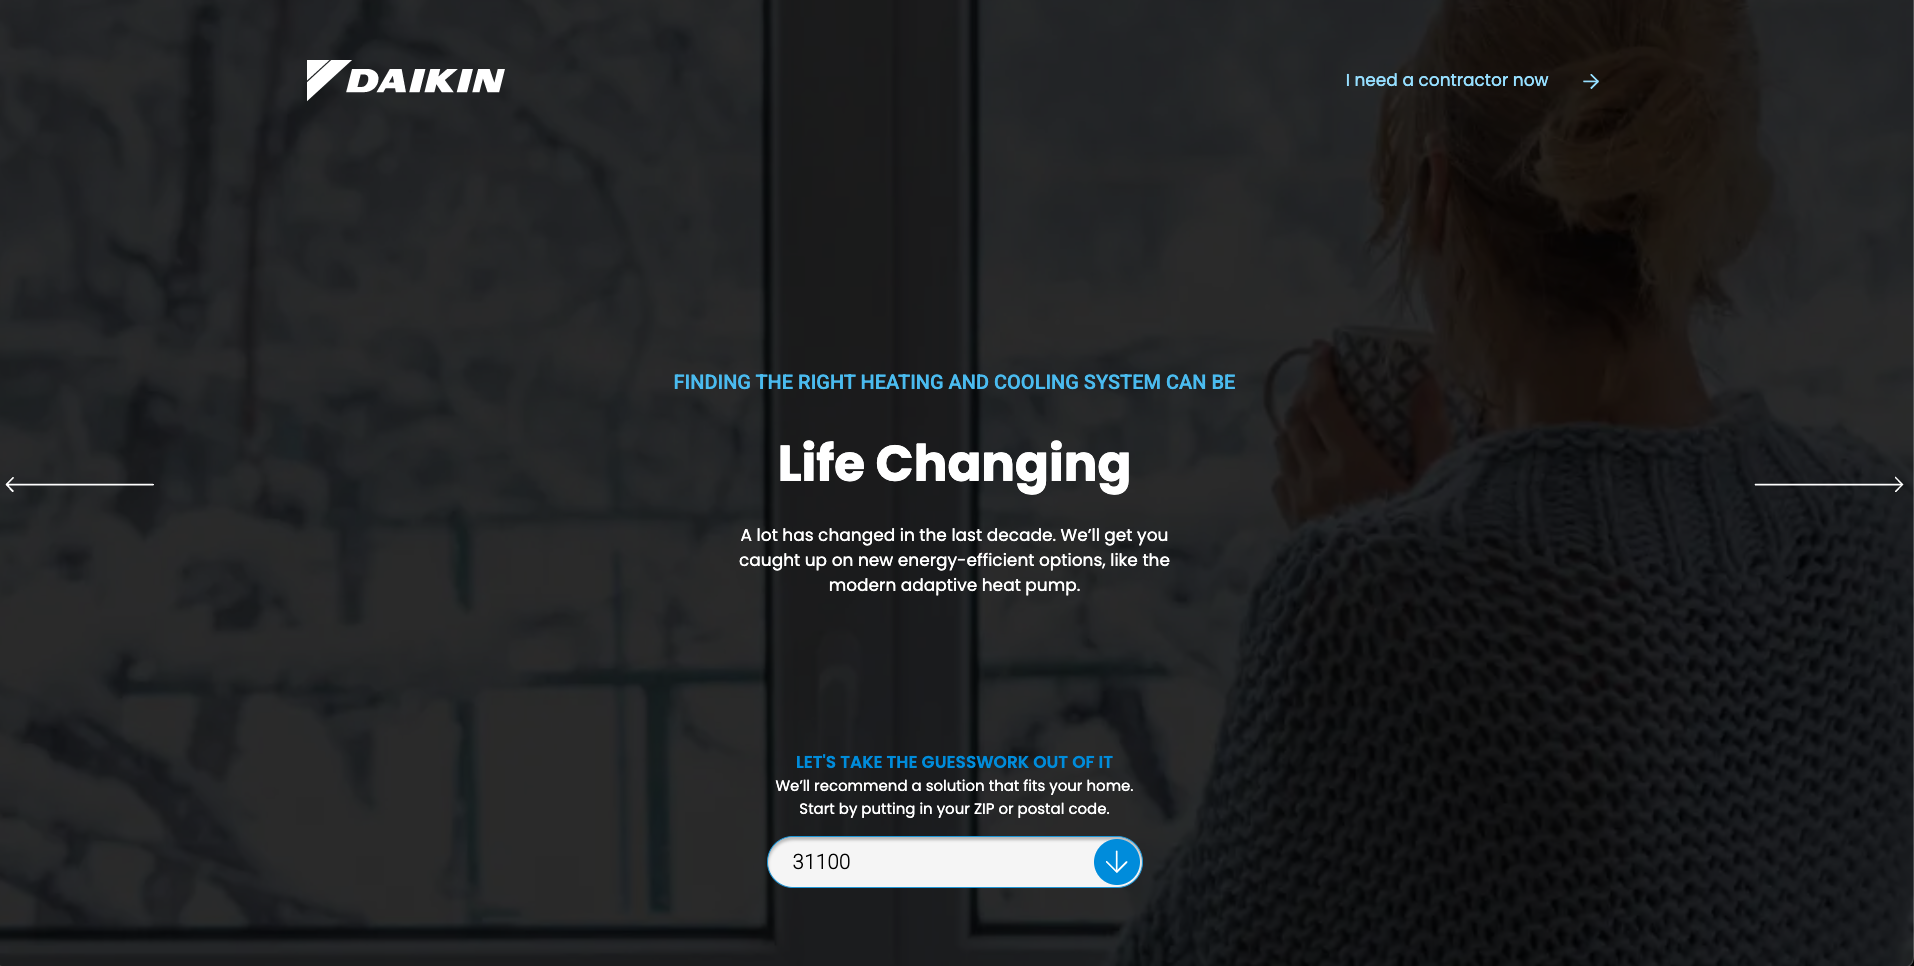 DAIKIN
I need a contractor now
FINDING THE RIGHT HEATING AND COOLING SYSTEM CAN BE
Life Changing
A lot has changed in the last decade. We’ll get you
caught up on new energy-efficient options, like the
modern adaptive heat pump.
LET'S TAKE THE GUESSWORK OUT OF IT
We’ll recommend a solution that fits your home.
Start by putting in your ZIP or postal code.
31100